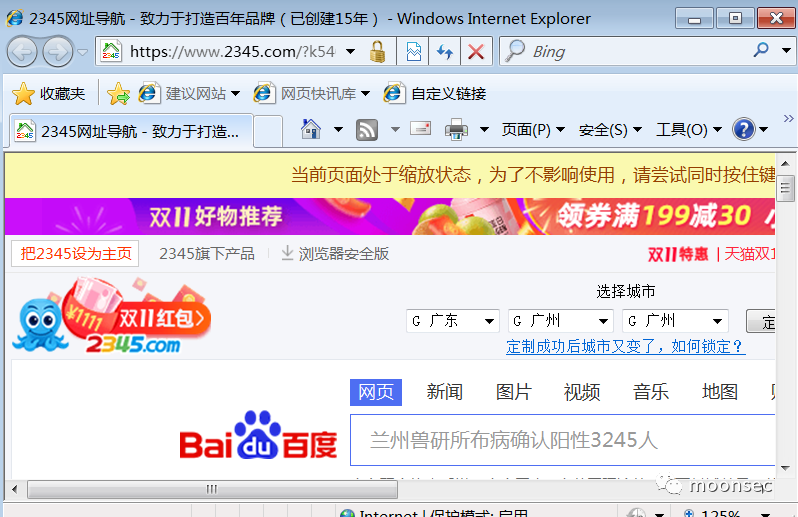 2345网址导航 - 致力于打造百年品牌（已创建15年） - Windows Internet Explorer
https://www.2345.com/?k54
Bing
收藏夹 建议网站 网页快讯库 自定义链接
2345网址导航 - 致力于打造...
页面(P) 安全(S) 工具(O)
当前页面处于缩放状态，为了不影响使用，请尝试同时按住键
双11好物推荐 领券满199减30
把2345设为主页 2345旗下产品 浏览器安全版 双11特惠 天猫双1
选择城市
¥1111 双11红包
2345.com
G 广东 G 广州 G 广州 定
定制成功后城市又变了，如何锁定？
网页 新闻 图片 视频 音乐 地图
Bai du 百度
兰州兽研所布病确认阳性3245人
moonsec
Internet | 保护模式: 启用
125%